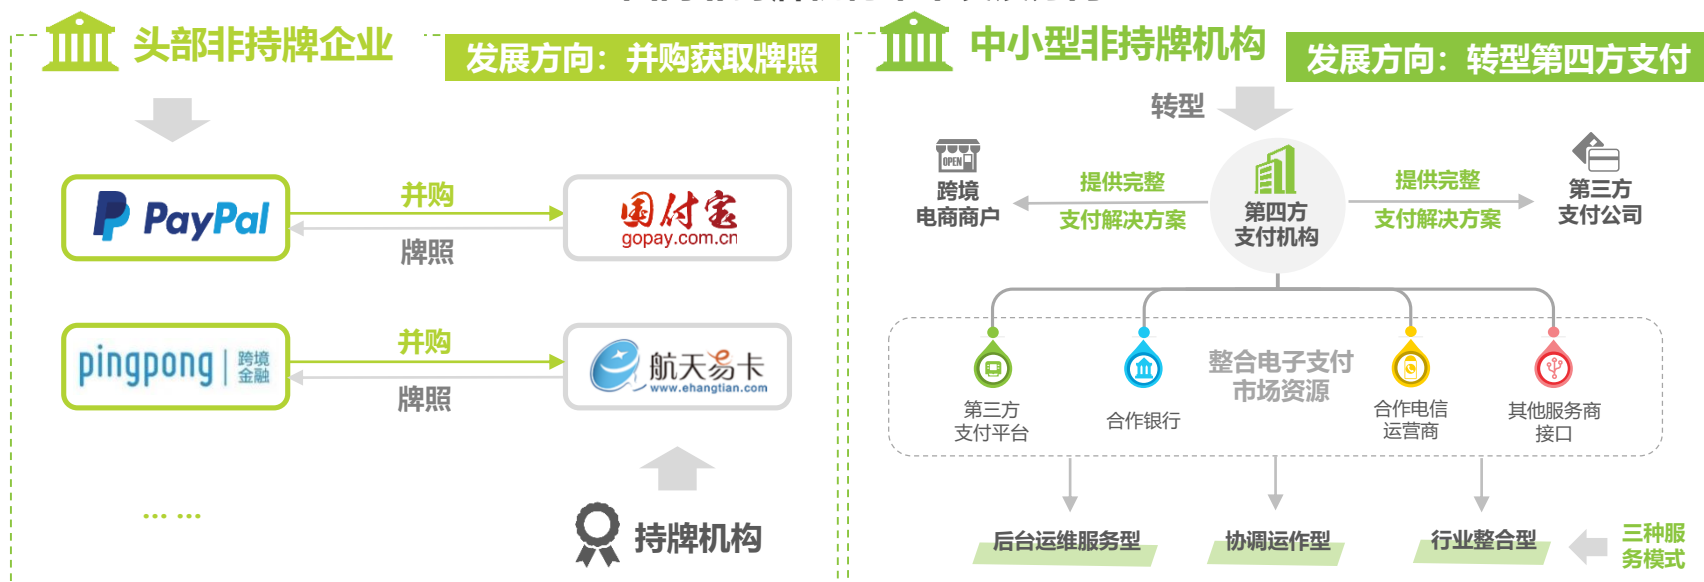 头部非持牌企业
发展方向：并购获取牌照
PayPal
并购
牌照
国付宝
gopay.com.cn
pingpong
跨境
金融
并购
牌照
航天易卡
www.ehangtian.com
... ...
持牌机构
中小型非持牌机构
发展方向：转型第四方支付
转型
OPEN
跨境
电商商户
提供完整
支付解决方案
第四方
支付机构
提供完整
支付解决方案
第三方
支付公司
整合电子支付
市场资源
第三方
支付平台
合作银行
合作电信
运营商
其他服务商
接口
后台运维服务型
协调运作型
行业整合型
三种服
务模式